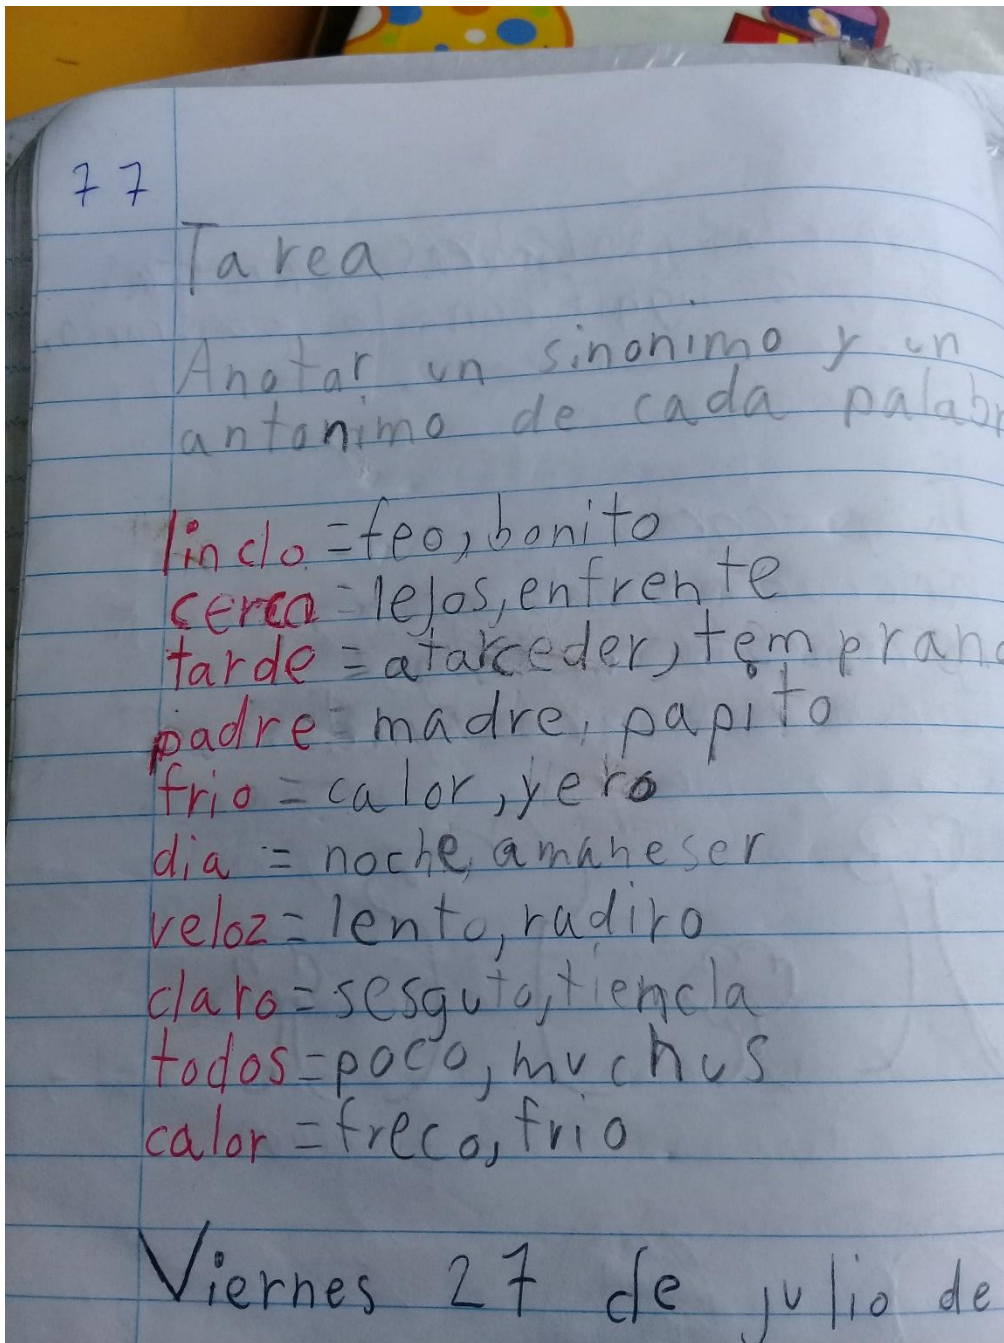 77
Tarea
Anotar un sinonimo y un
antonimo de cada palabr
lindo = feo, bonito
cerca = lejos, enfrente
tarde = atarceder, temprano
padre = madre, papito
frio = calor, yero
dia = noche, amaneser
veloz = lento, radiro
claro = sesguto, tiencla
todos = poco, muchus
calor = freco, frio
Viernes 27 de julio de